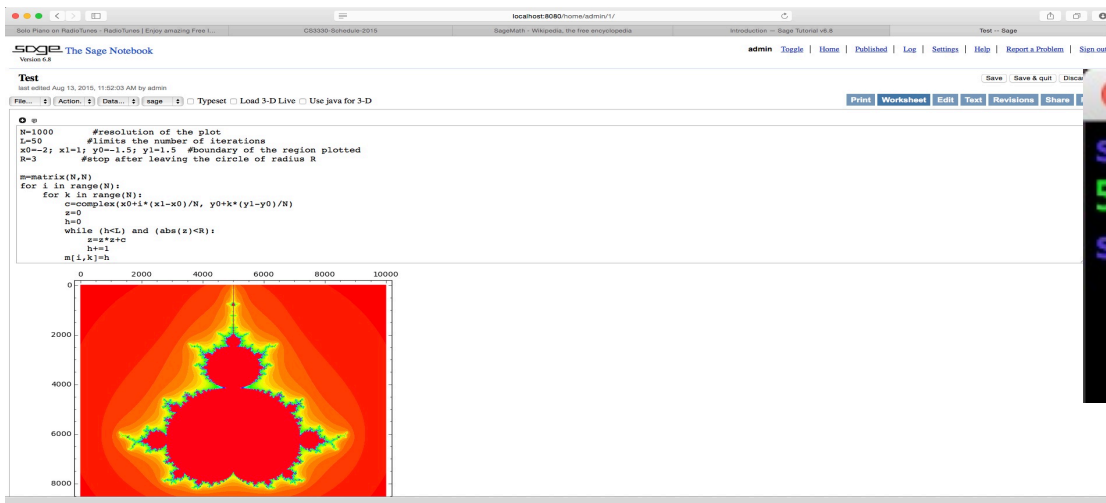 localhost:8080/home/admin/1/
Solo Piano on RadioTunes - RadioTunes | Enjoy amazing Free I...
CS3330-Schedule-2015
SageMath - Wikipedia, the free encyclopedia
Introduction — Sage Tutorial v6.8
Test -- Sage
sage The Sage Notebook
Version 6.8
admin Toggle | Home | Published | Log | Settings | Help | Report a Problem | Sign out
Test
last edited Aug 13, 2015, 11:52:03 AM by admin
Save Save & quit
File... Action. Data... sage Typeset Load 3-D Live Use java for 3-D
Print Worksheet Edit Text Revisions Share
N=1000 #resolution of the plot
L=50 #limits the number of iterations
x0=-2; x1=1; y0=-1.5; y1=1.5 #boundary of the region plotted
R=3 #stop after leaving the circle of radius R
m=matrix(N,N)
for i in range(N):
for k in range(N):
c=complex(x0+i*(x1-x0)/N, y0+k*(y1-y0)/N)
z=0
h=0
while (h<L) and (abs(z)<R):
z=z*z+c
h+=1
m[i,k]=h
0 2000 4000 6000 8000 10000
0
2000
4000
6000
8000